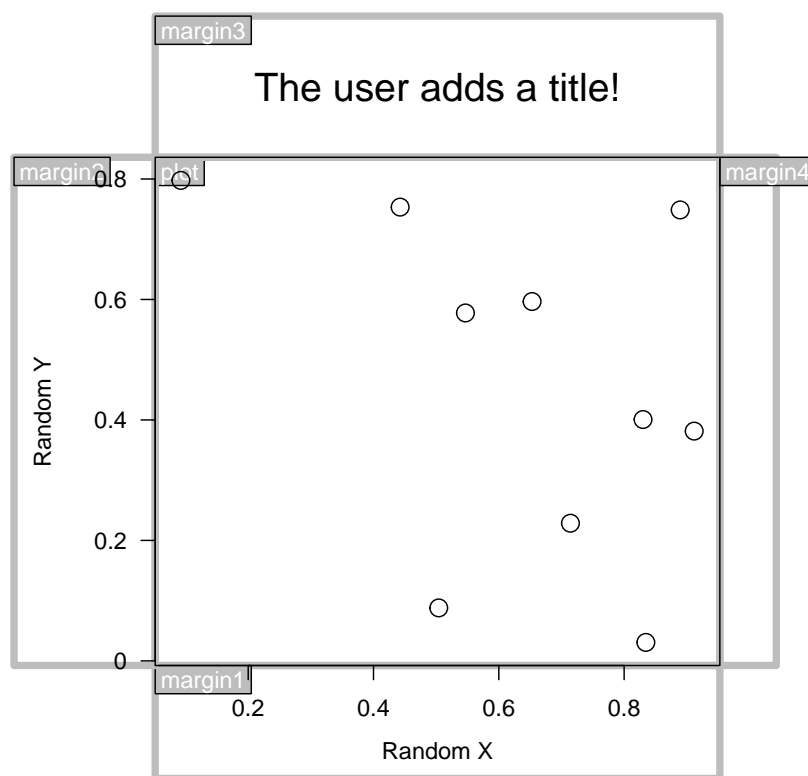 margin3
The user adds a title!
margin2
plot
margin4
0.8
0.6
0.4
0.2
0
Random Y
margin1
0.2 0.4 0.6 0.8
Random X